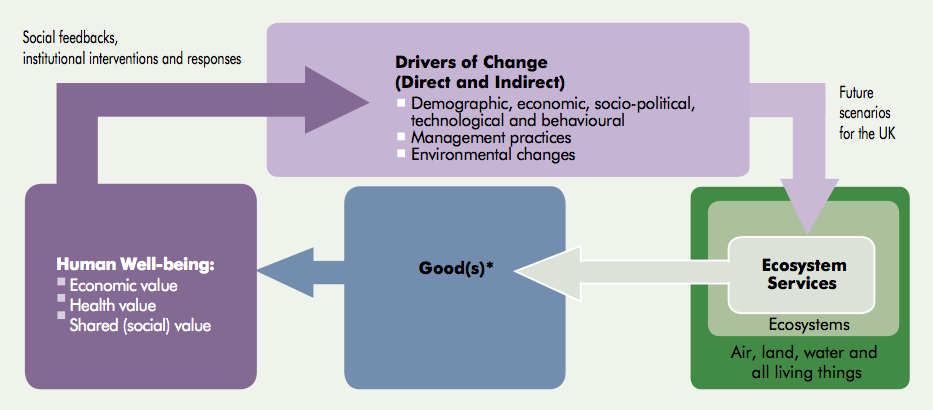 Social feedbacks,
institutional interventions and responses
Drivers of Change
(Direct and Indirect)
Demographic, economic, socio-political,
technological and behavioural
Management practices
Environmental changes
Future
scenarios
for the UK
Human Well-being:
Economic value
Health value
Shared (social) value
Good(s)*
Ecosystem
Services
Ecosystems
Air, land, water and
all living things